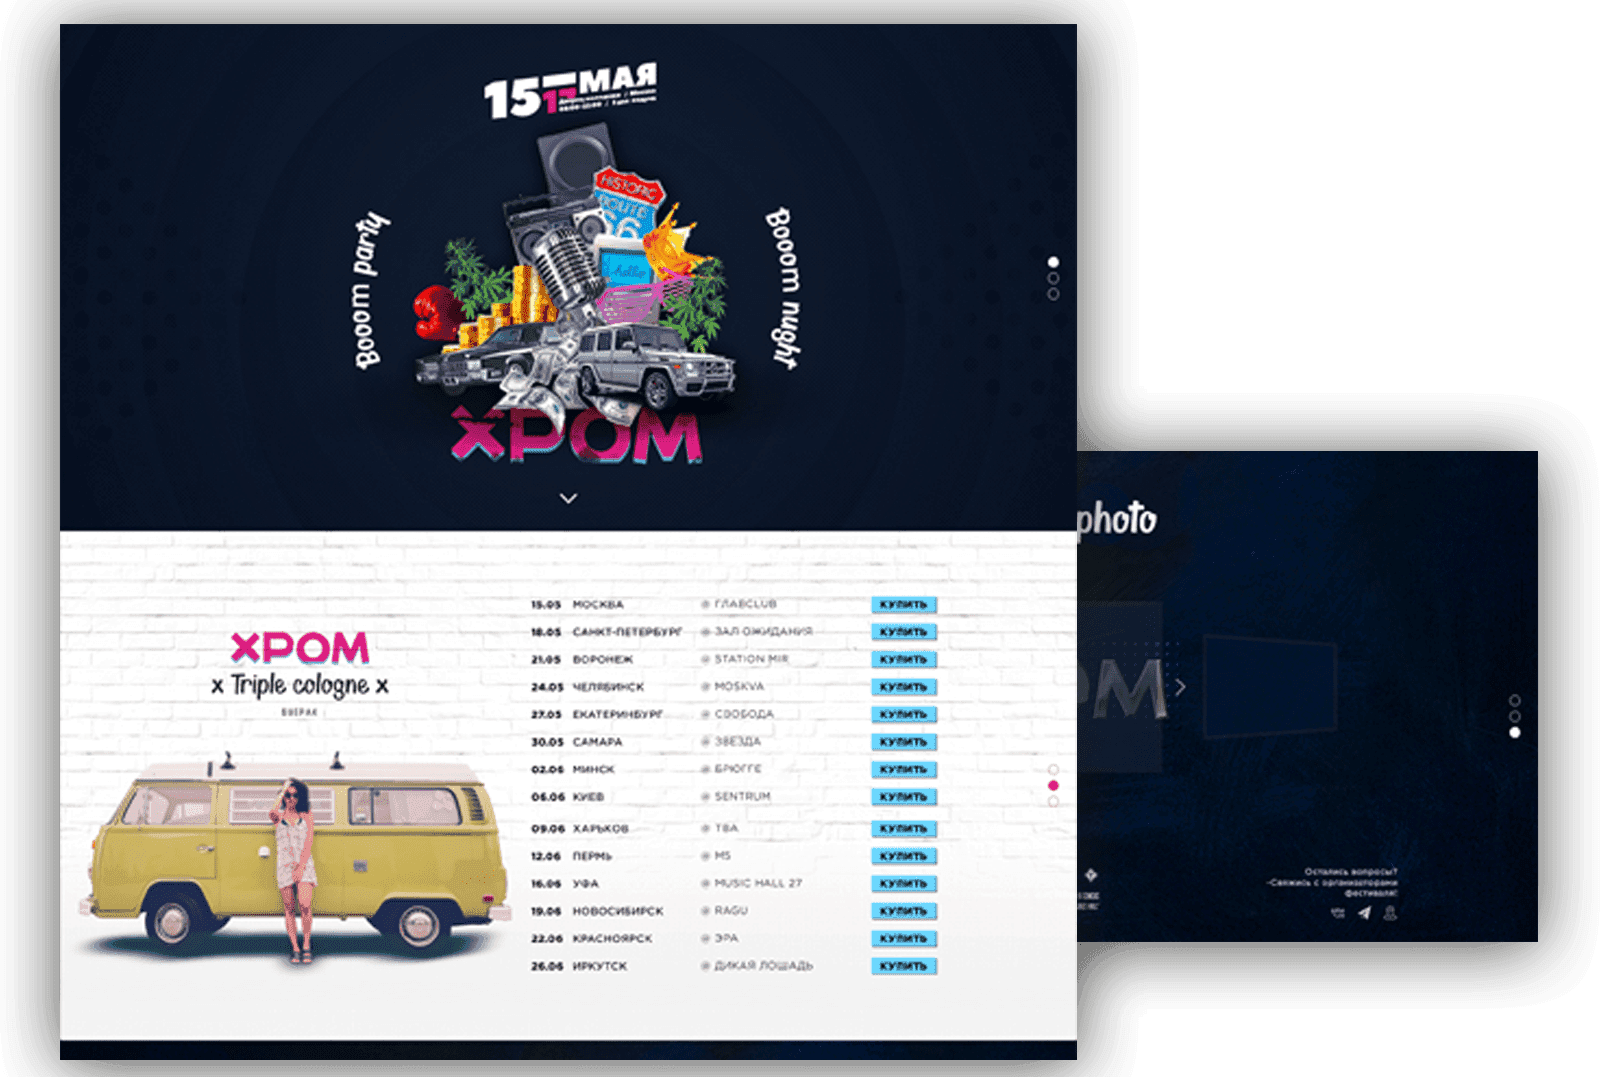 15 МАЯ
17
HISTORIC
ROUTE
66
hello
Booom party
Booom night
ХРОМ
ХРОМ
x Triple cologne x
15.05 МОСКВА @ ГЛАВCLUB КУПИТЬ
18.05 САНКТ-ПЕТЕРБУРГ @ ЗАЛ ОЖИДАНИЯ КУПИТЬ
21.05 ВОРОНЕЖ @ STATION MIR КУПИТЬ
24.05 ЧЕЛЯБИНСК @ MOSKVA КУПИТЬ
27.05 ЕКАТЕРИНБУРГ @ СВОБОДА КУПИТЬ
30.05 САМАРА @ ЗВЕЗДА КУПИТЬ
02.06 МИНСК @ БРЮГГЕ КУПИТЬ
06.06 КИЕВ @ SENTRUM КУПИТЬ
09.06 ХАРЬКОВ @ TBA КУПИТЬ
12.06 ПЕРМЬ @ M5 КУПИТЬ
16.06 УФА @ MUSIC HALL 27 КУПИТЬ
19.06 НОВОСИБИРСК @ RAGU КУПИТЬ
22.06 КРАСНОЯРСК @ ЭРА КУПИТЬ
26.06 ИРКУТСК @ ДИКАЯ ЛОШАДЬ КУПИТЬ
photo
ОМ
Остались вопросы?
-Свяжись с организаторами
фестиваля!